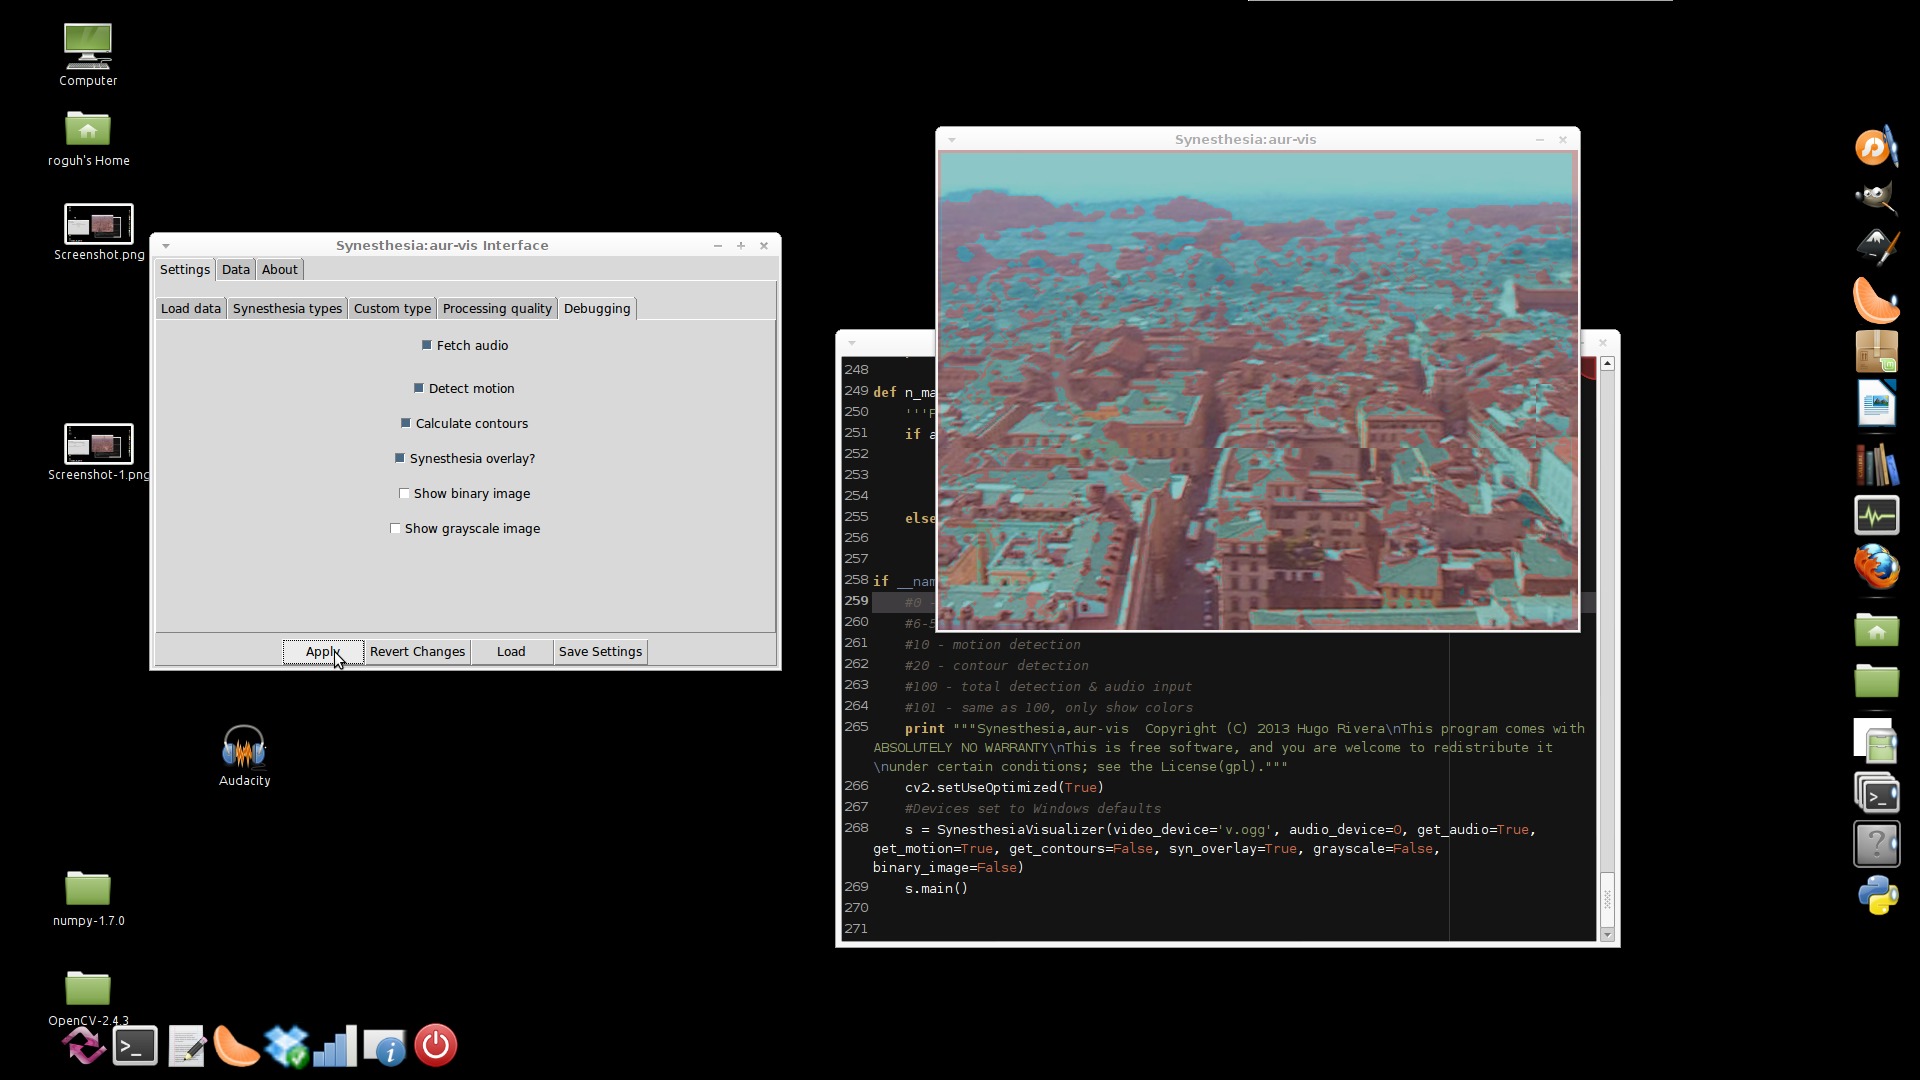 Computer
roguh's Home
Screenshot.png
Screenshot-1.png
Audacity
numpy-1.7.0
OpenCV-2.4.3
Synesthesia:aur-vis Interface
Settings Data About
Load data Synesthesia types Custom type Processing quality Debugging
Fetch audio
Detect motion
Calculate contours
Synesthesia overlay?
Show binary image
Show grayscale image
Apply Revert Changes Load Save Settings
Synesthesia:aur-vis
248
249 def n_ma
250 '''
251 if a
252
253
254
255 else
256
257
258 if __nam
259 #0 -
260 #6-5
261 #10 - motion detection
262 #20 - contour detection
263 #100 - total detection & audio input
264 #101 - same as 100, only show colors
265 print """Synesthesia,aur-vis  Copyright (C) 2013 Hugo Rivera\nThis program comes with
ABSOLUTELY NO WARRANTY\nThis is free software, and you are welcome to redistribute it
\nunder certain conditions; see the License(gpl)."""
266 cv2.setUseOptimized(True)
267 #Devices set to Windows defaults
268 s = SynesthesiaVisualizer(video_device='v.ogg', audio_device=0, get_audio=True,
get_motion=True, get_contours=False, syn_overlay=True, grayscale=False,
binary_image=False)
269 s.main()
270
271